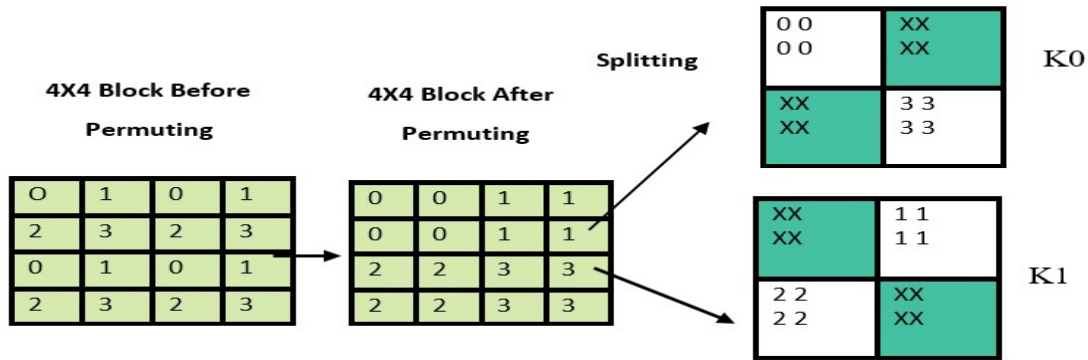 4X4 Block Before
Permuting
O 1 0 1
2 3 2 3
0 1 0 1
2 3 2 3
4X4 Block After
Permuting
0 0 1 1
0 0 1 1
2 2 3 3
2 2 3 3
Splitting
0 0 XX
0 0 XX
XX 3 3
XX 3 3
K0
XX 1 1
XX 1 1
2 2 XX
2 2 XX
K1